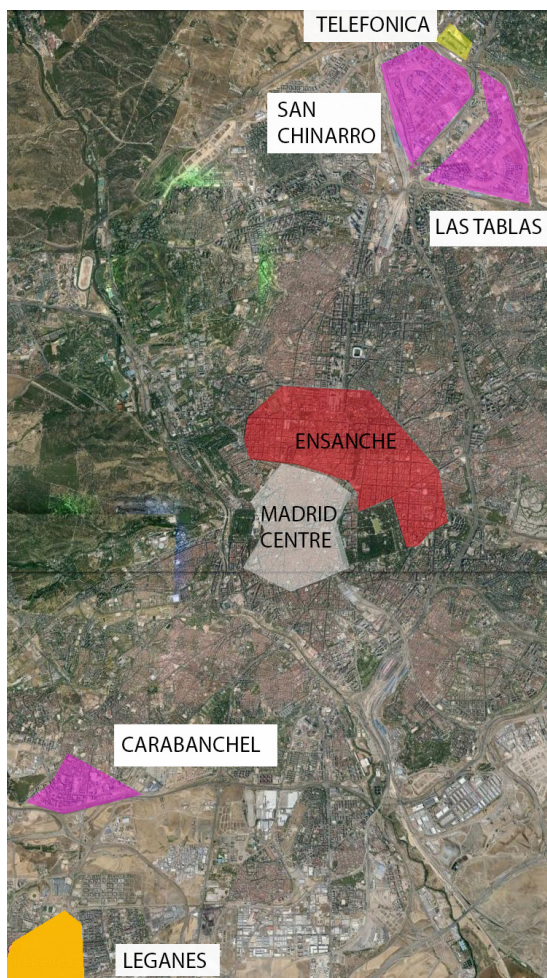 TELEFONICA
SAN
CHINARRO
LAS TABLAS
ENSANCHE
MADRID
CENTRE
CARABANCHEL
LEGANES